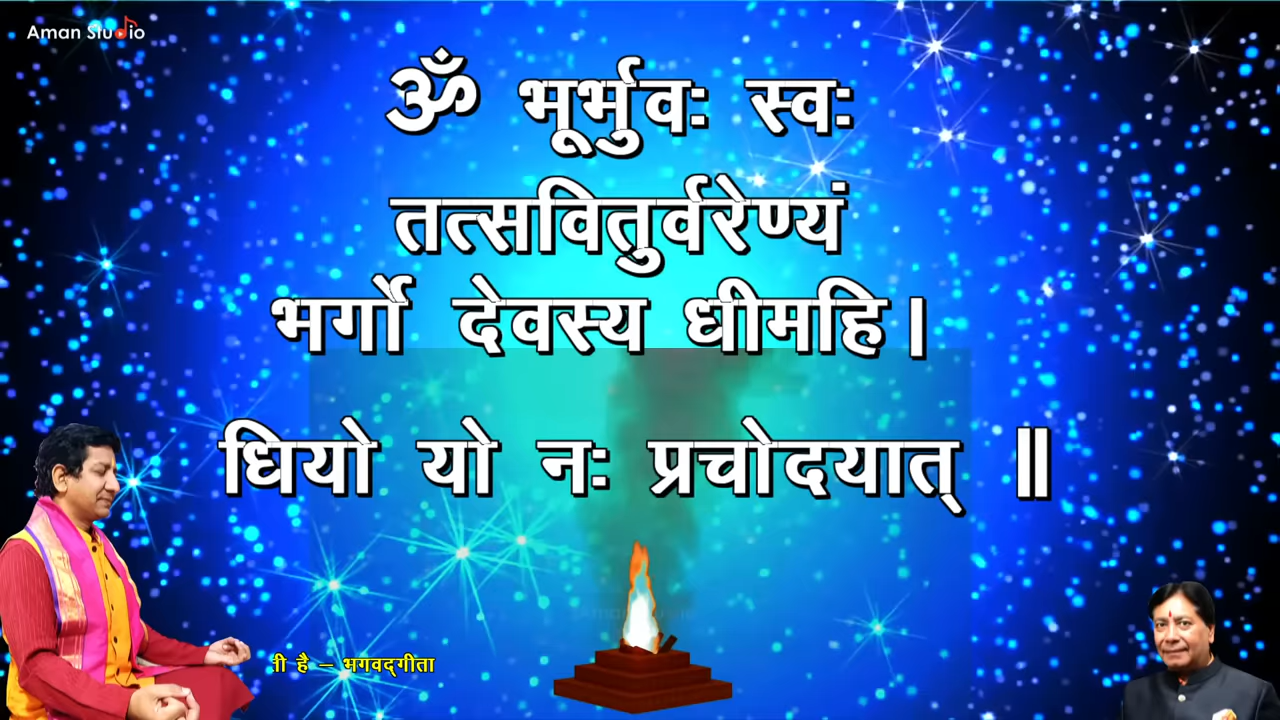 Aman Studio
ॐ भूर्भुवः स्वः
तत्सवितुर्वरेण्यं
भर्गो देवस्य धीमहि।
धियो यो नः प्रचोदयात् ॥
है – भगवद्‌गीता